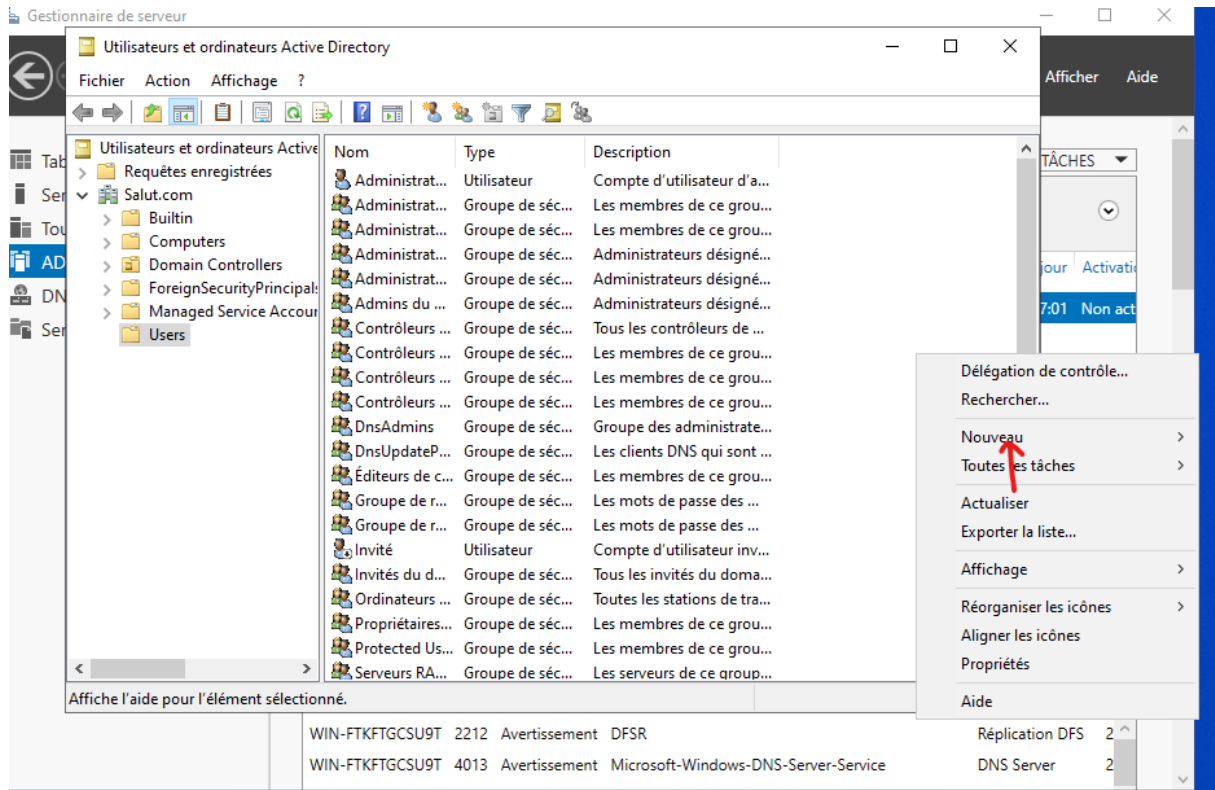 Gestionnaire de serveur
Utilisateurs et ordinateurs Active Directory
Fichier Action Affichage ?
Afficher Aide
Tab
Ser
Tou
AD
DN
Ser
Utilisateurs et ordinateurs Active
Requêtes enregistrées
Salut.com
Builtin
Computers
Domain Controllers
ForeignSecurityPrincipals
Managed Service Accoun
Users
Nom Type Description
Administrat... Utilisateur Compte d'utilisateur d'a...
Administrat... Groupe de séc... Les membres de ce grou...
Administrat... Groupe de séc... Les membres de ce grou...
Administrat... Groupe de séc... Administrateurs désigné...
Administrat... Groupe de séc... Administrateurs désigné...
Admins du ... Groupe de séc... Administrateurs désigné...
Contrôleurs ... Groupe de séc... Tous les contrôleurs de ...
Contrôleurs ... Groupe de séc... Les membres de ce grou...
Contrôleurs ... Groupe de séc... Les membres de ce grou...
Contrôleurs ... Groupe de séc... Les membres de ce grou...
DnsAdmins Groupe de séc... Groupe des administrate...
DnsUpdateP... Groupe de séc... Les clients DNS qui sont ...
Éditeurs de c... Groupe de séc... Les membres de ce grou...
Groupe de r... Groupe de séc... Les mots de passe des ...
Groupe de r... Groupe de séc... Les mots de passe des ...
Invité Utilisateur Compte d'utilisateur inv...
Invités du d... Groupe de séc... Tous les invités du doma...
Ordinateurs ... Groupe de séc... Toutes les stations de tra...
Propriétaires... Groupe de séc... Les membres de ce grou...
Protected Us... Groupe de séc... Les membres de ce grou...
Serveurs RA... Groupe de séc... Les serveurs de ce group...
Affiche l'aide pour l'élément sélectionné.
TÂCHES
jour Activati
7:01 Non act
Délégation de contrôle...
Rechercher...
Nouveau
Toutes les tâches
Actualiser
Exporter la liste...
Affichage
Réorganiser les icônes
Aligner les icônes
Propriétés
Aide
WIN-FTKFTGCSU9T 2212 Avertissement DFSR Réplication DFS 2
WIN-FTKFTGCSU9T 4013 Avertissement Microsoft-Windows-DNS-Server-Service DNS Server 2